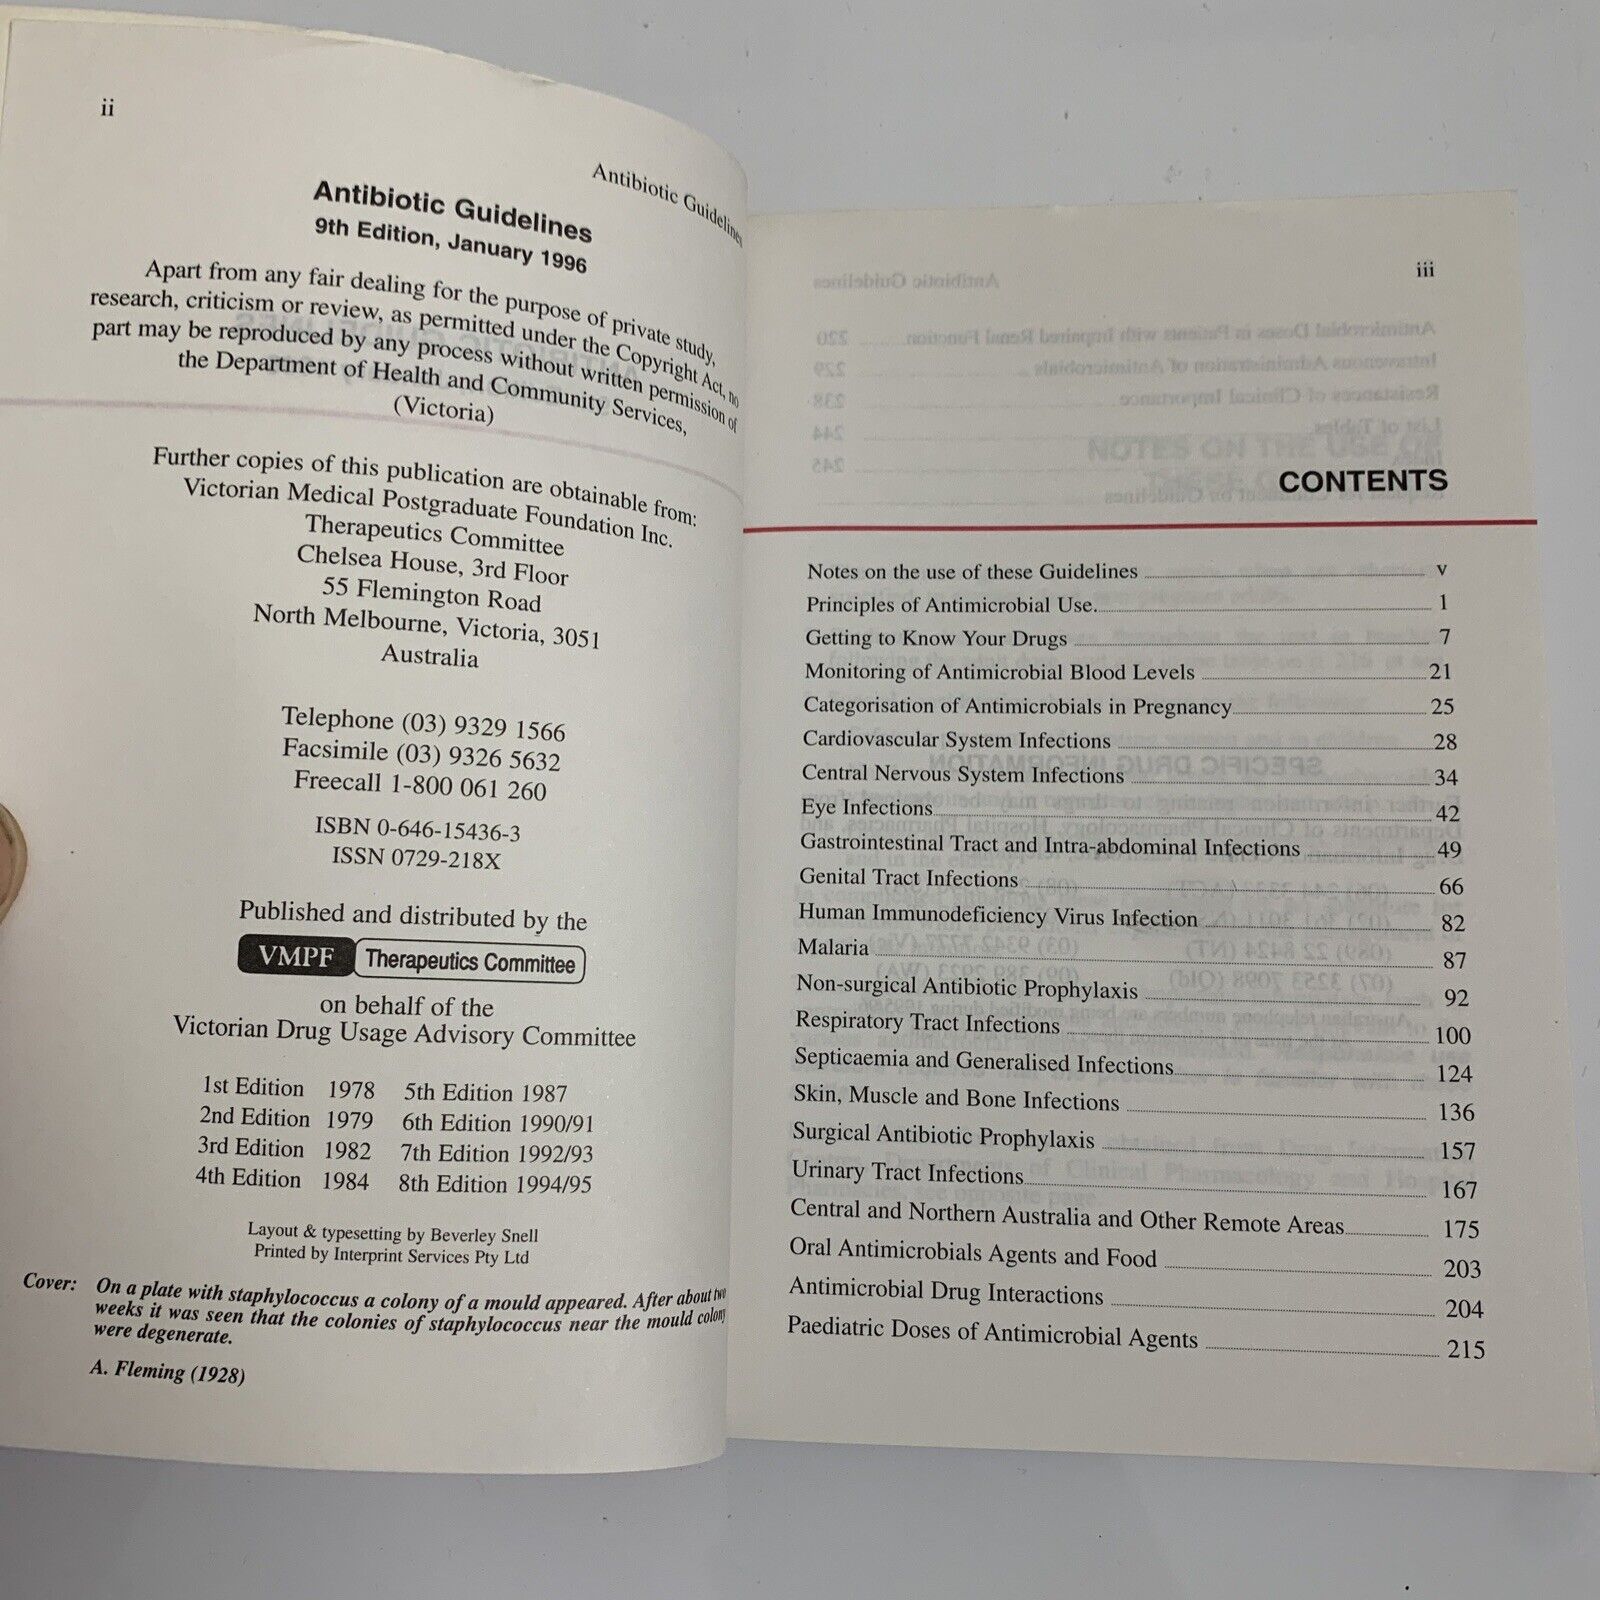 ii
Antibiotic Guidelines
Antibiotic Guidelines
9th Edition, January 1996
Apart from any fair dealing for the purpose of private study,
research, criticism or review, as permitted under the Copyright Act, no
part may be reproduced by any process without written permission of
the Department of Health and Community Services,
(Victoria)
Further copies of this publication are obtainable from:
Victorian Medical Postgraduate Foundation Inc.
Therapeutics Committee
Chelsea House, 3rd Floor
55 Flemington Road
North Melbourne, Victoria, 3051
Australia
Telephone (03) 9329 1566
Facsimile (03) 9326 5632
Freecall 1-800 061 260
ISBN 0-646-15436-3
ISSN 0729-218X
Published and distributed by the
VMPF Therapeutics Committee
on behalf of the
Victorian Drug Usage Advisory Committee
1st Edition 1978 5th Edition 1987
2nd Edition 1979 6th Edition 1990/91
3rd Edition 1982 7th Edition 1992/93
4th Edition 1984 8th Edition 1994/95
Layout & typesetting by Beverley Snell
Printed by Interprint Services Pty Ltd
Cover: On a plate with staphylococcus a colony of a mould appeared. After about two
weeks it was seen that the colonies of staphylococcus near the mould colony
were degenerate.
A. Fleming (1928)
iii
CONTENTS
Notes on the use of these Guidelines v
Principles of Antimicrobial Use. 1
Getting to Know Your Drugs 7
Monitoring of Antimicrobial Blood Levels 21
Categorisation of Antimicrobials in Pregnancy 25
Cardiovascular System Infections 28
Central Nervous System Infections 34
Eye Infections 42
Gastrointestinal Tract and Intra-abdominal Infections 49
Genital Tract Infections 66
Human Immunodeficiency Virus Infection 82
Malaria 87
Non-surgical Antibiotic Prophylaxis 92
Respiratory Tract Infections 100
Septicaemia and Generalised Infections 124
Skin, Muscle and Bone Infections 136
Surgical Antibiotic Prophylaxis 157
Urinary Tract Infections 167
Central and Northern Australia and Other Remote Areas 175
Oral Antimicrobials Agents and Food 203
Antimicrobial Drug Interactions 204
Paediatric Doses of Antimicrobial Agents 215